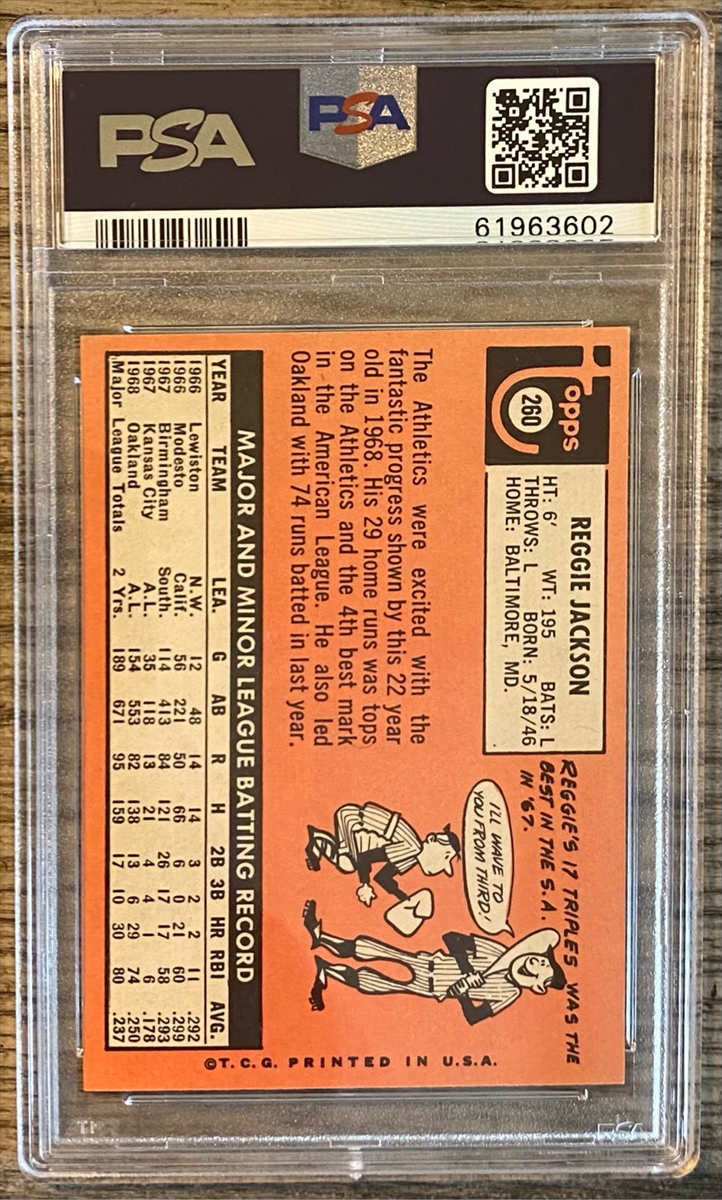 PSA
PSA
61963602
Topps
260
REGGIE JACKSON
HT: 6' WT: 195 BATS: L
THROWS: L BORN: 5/18/46
HOME: BALTIMORE, MD.
REGGIE'S 17 TRIPLES WAS THE
BEST IN THE S.A.
IN '67.
I'LL WAVE TO
YOU FROM THIRD!
The Athletics were excited with the
fantastic progress shown by this 22 year
old in 1968. His 29 home runs was tops
on the Athletics and the 4th best mark
in the American League. He also led
Oakland with 74 runs batted in last year.
MAJOR AND MINOR LEAGUE BATTING RECORD
YEAR TEAM LEA. G AB R H 2B 3B HR RBI AVG.
1966 Lewiston N.W. 12 48 14 14 3 2 2 11 .292
1966 Modesto Calif. 56 221 50 66 6 0 21 60 .299
1967 Birmingham South. 114 413 84 121 26 17 17 58 .293
1967 Kansas City A.L. 35 118 13 21 4 4 1 6 .178
1968 Oakland A.L. 154 553 82 138 13 6 29 74 .250
Major League Totals 2 Yrs. 189 671 95 159 17 10 30 80 .237
©T.C.G. PRINTED IN U.S.A.
PSA